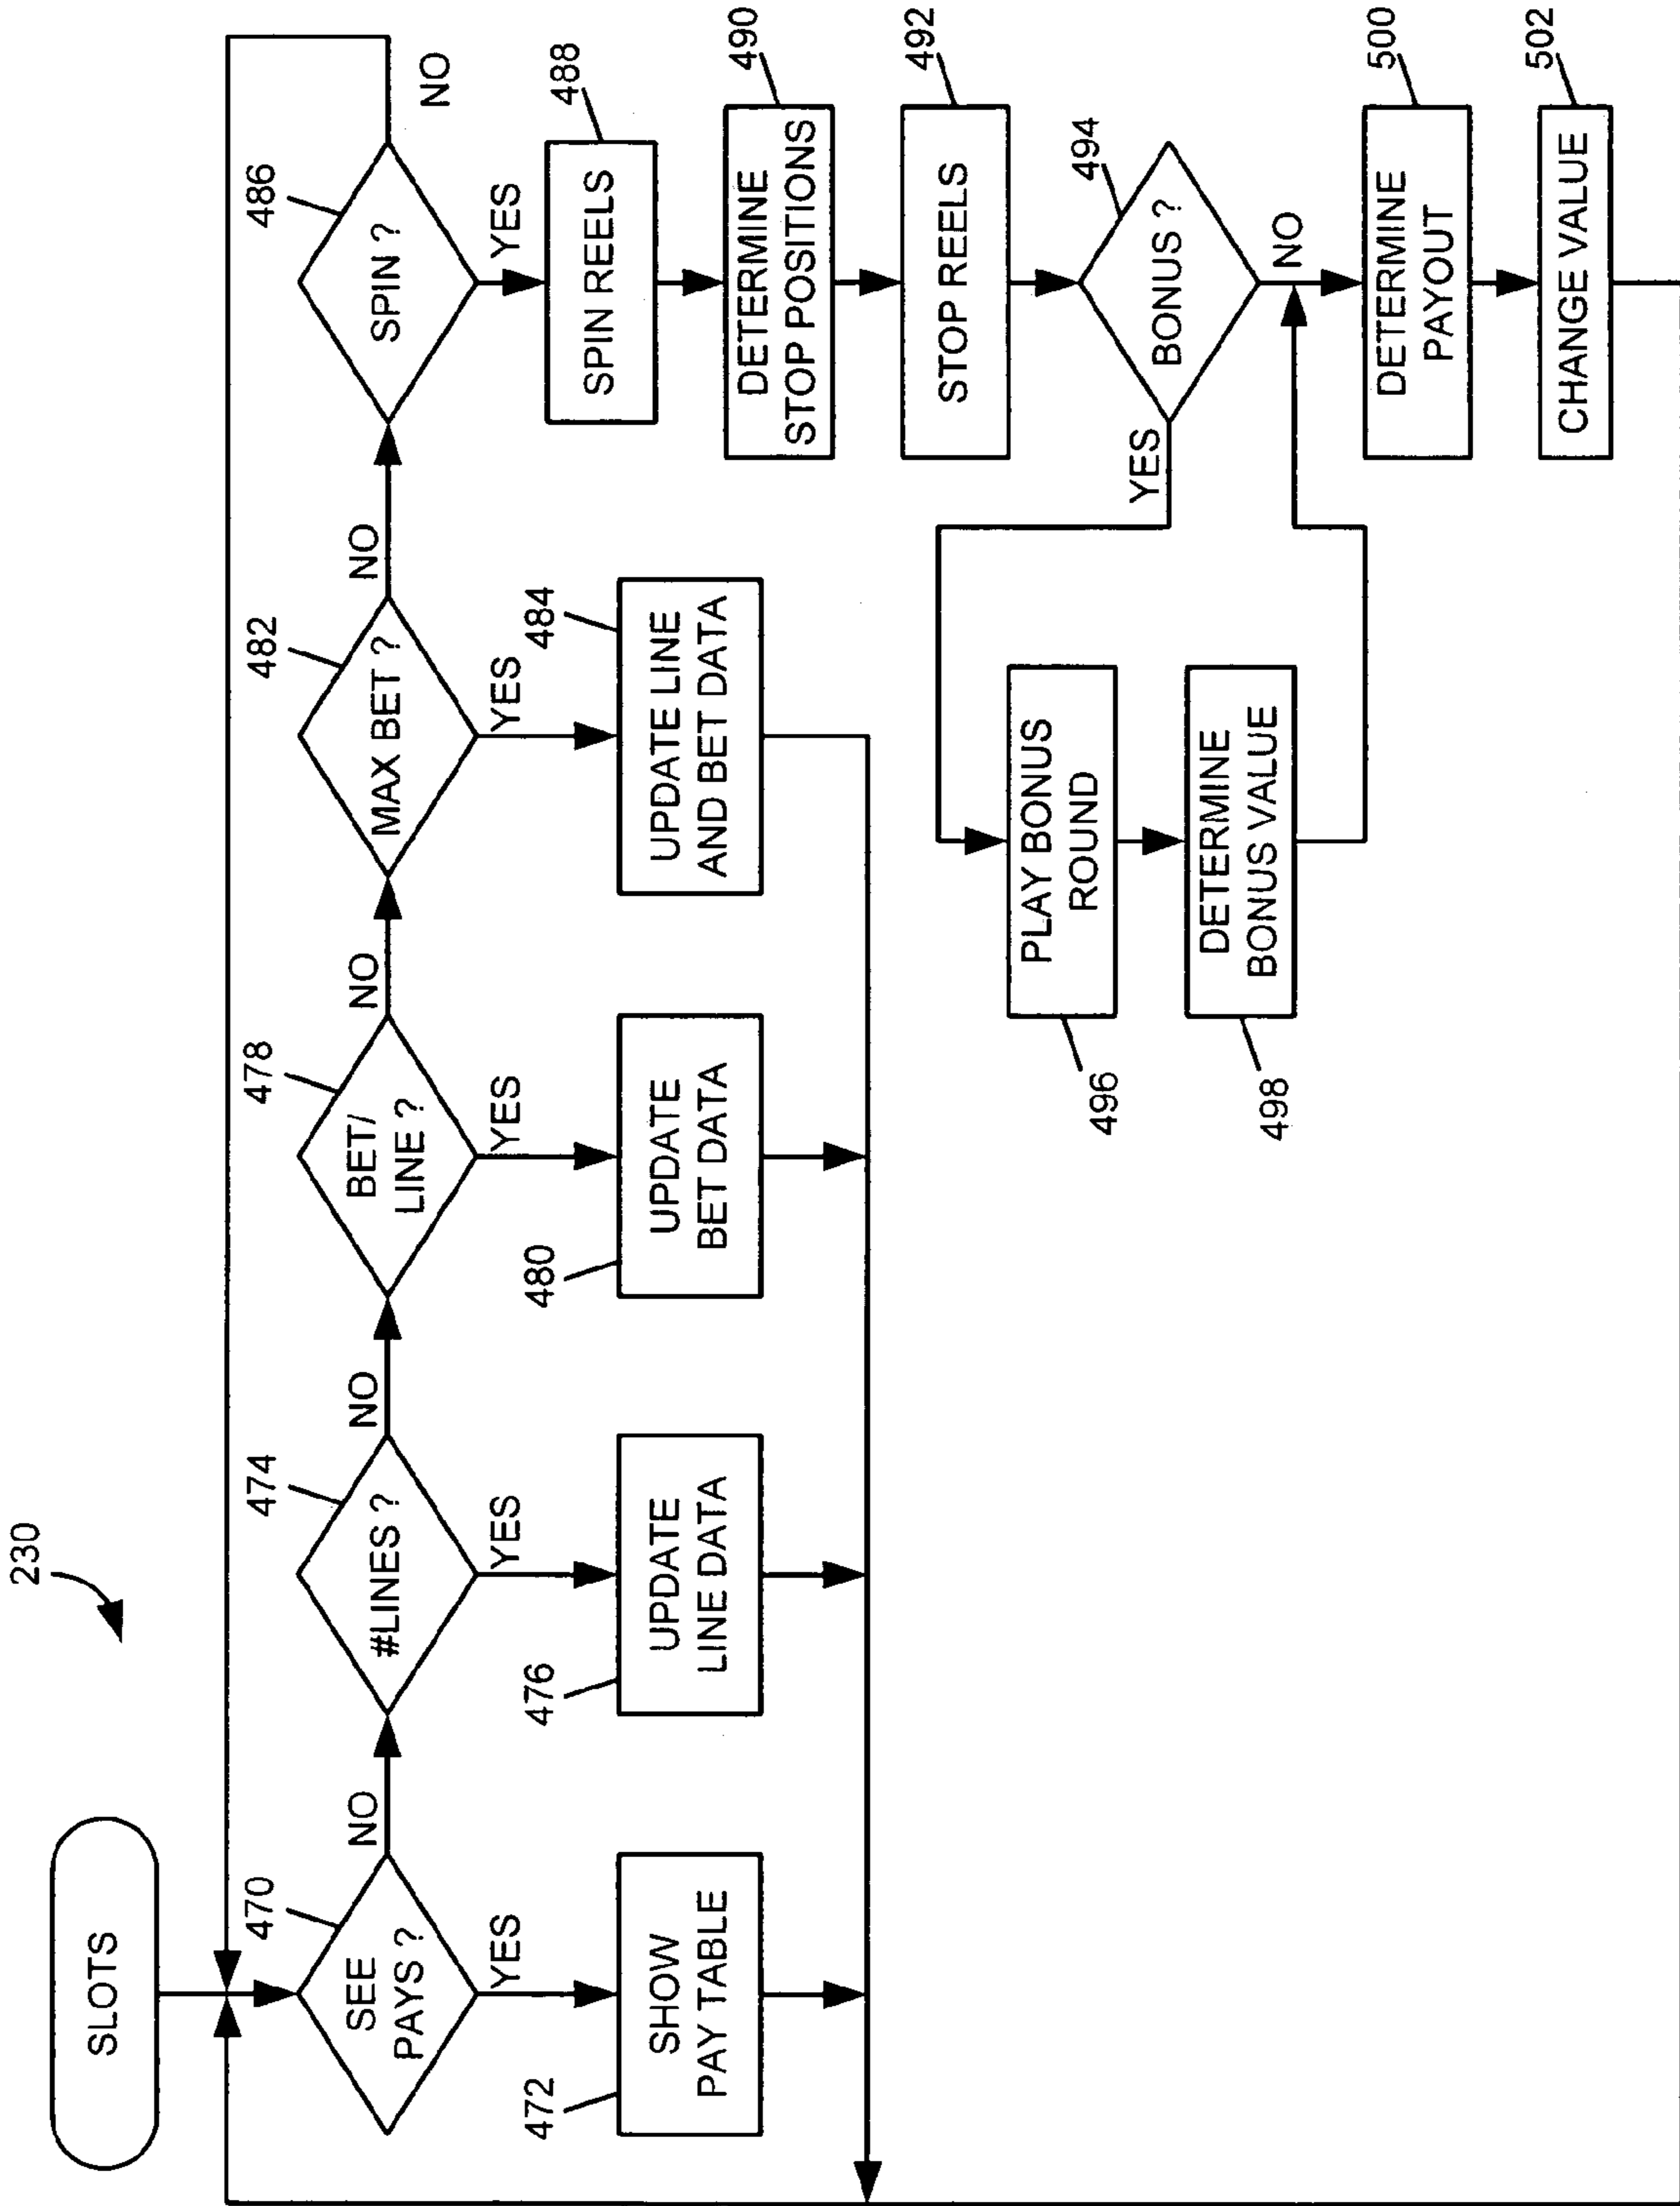 230
SLOTS
470
SEE
PAYS ?
NO
YES
472
SHOW
PAY TABLE
474
#LINES ?
NO
YES
476
UPDATE
LINE DATA
478
BET/
LINE ?
NO
YES
480
UPDATE
BET DATA
482
MAX BET ?
NO
YES
484
UPDATE LINE
AND BET DATA
486
SPIN ?
NO
YES
488
SPIN REELS
490
DETERMINE
STOP POSITIONS
492
STOP REELS
494
BONUS ?
YES
NO
496
PLAY BONUS
ROUND
498
DETERMINE
BONUS VALUE
500
DETERMINE
PAYOUT
502
CHANGE VALUE